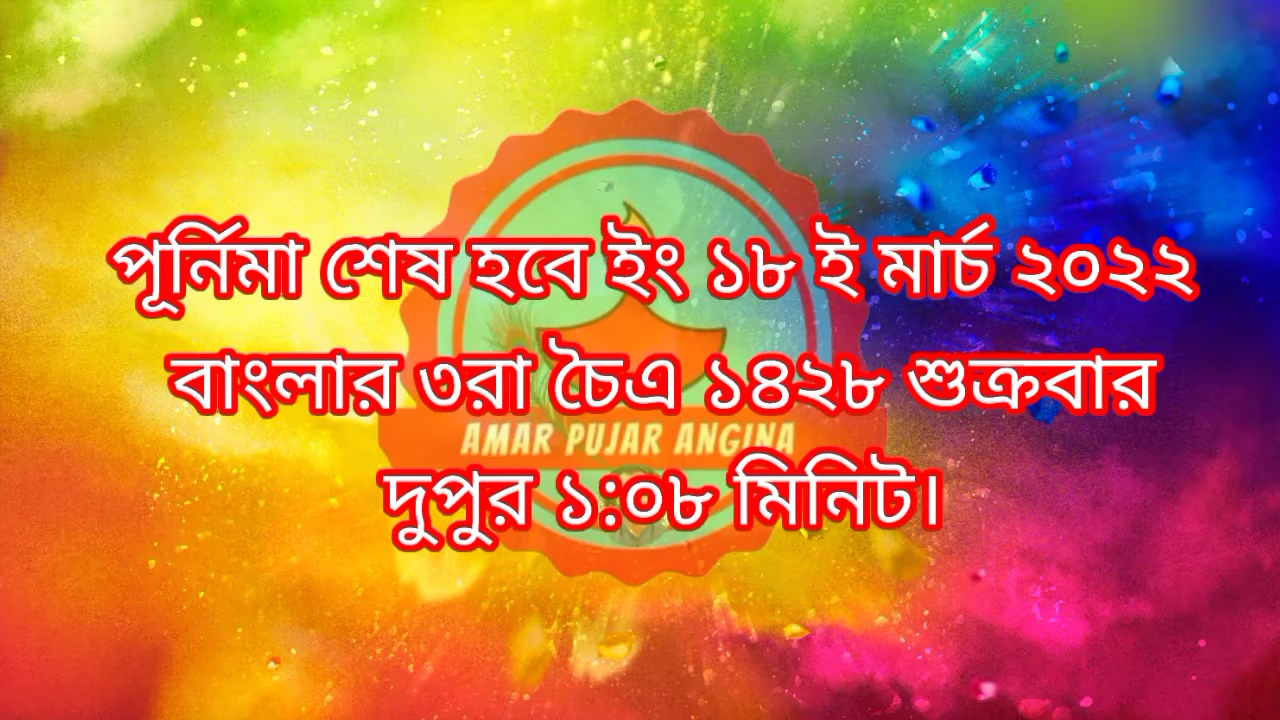 পূর্নিমা শেষ হবে ইং ১৮ ই মার্চ ২০২২
বাংলার ৩রা চৈএ ১৪২৮ শুক্রবার
AMAR PUJAR ANGINA
দুপুর ১:০৮ মিনিট।